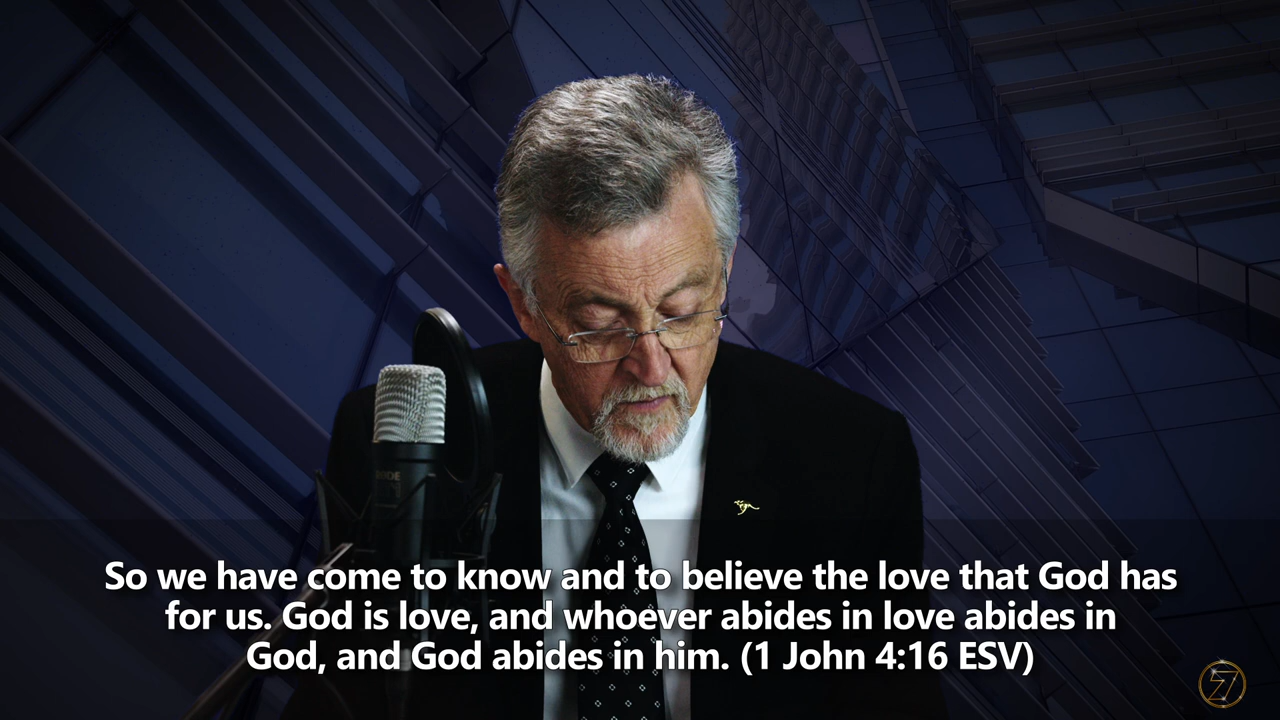 RODE
So we have come to know and to believe the love that God has
for us. God is love, and whoever abides in love abides in
God, and God abides in him. (1 John 4:16 ESV)